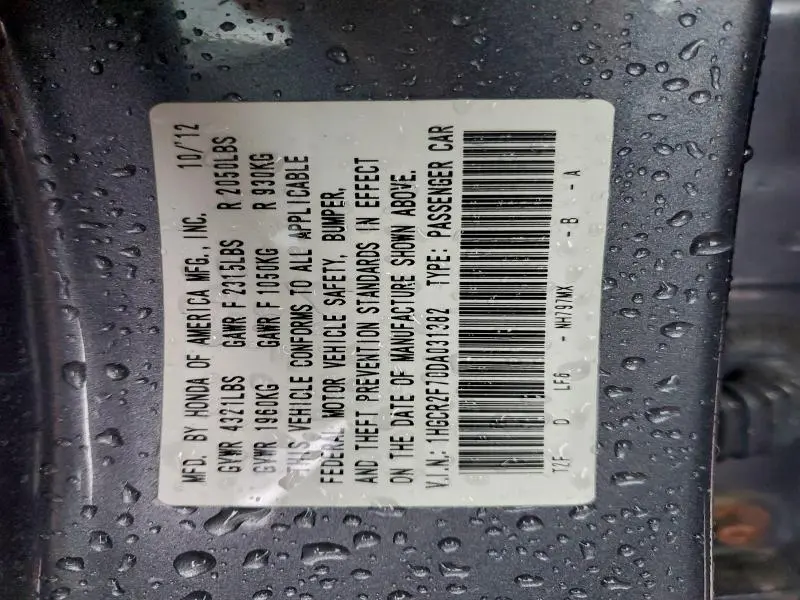 MFD. BY HONDA OF AMERICA MFG., INC. 10/'12
GVWR 4321LBS GAWR F 2315LBS R 2050LBS
GVWR 1960KG GAWR F 1050KG R 930KG
THIS VEHICLE CONFORMS TO ALL APPLICABLE
FEDERAL MOTOR VEHICLE SAFETY, BUMPER,
AND THEFT PREVENTION STANDARDS IN EFFECT
ON THE DATE OF MANUFACTURE SHOWN ABOVE.
V.I.N.: 1HGCR2F70DA031362 TYPE: PASSENGER CAR
T2F D LF6 - NH797MX - B - A